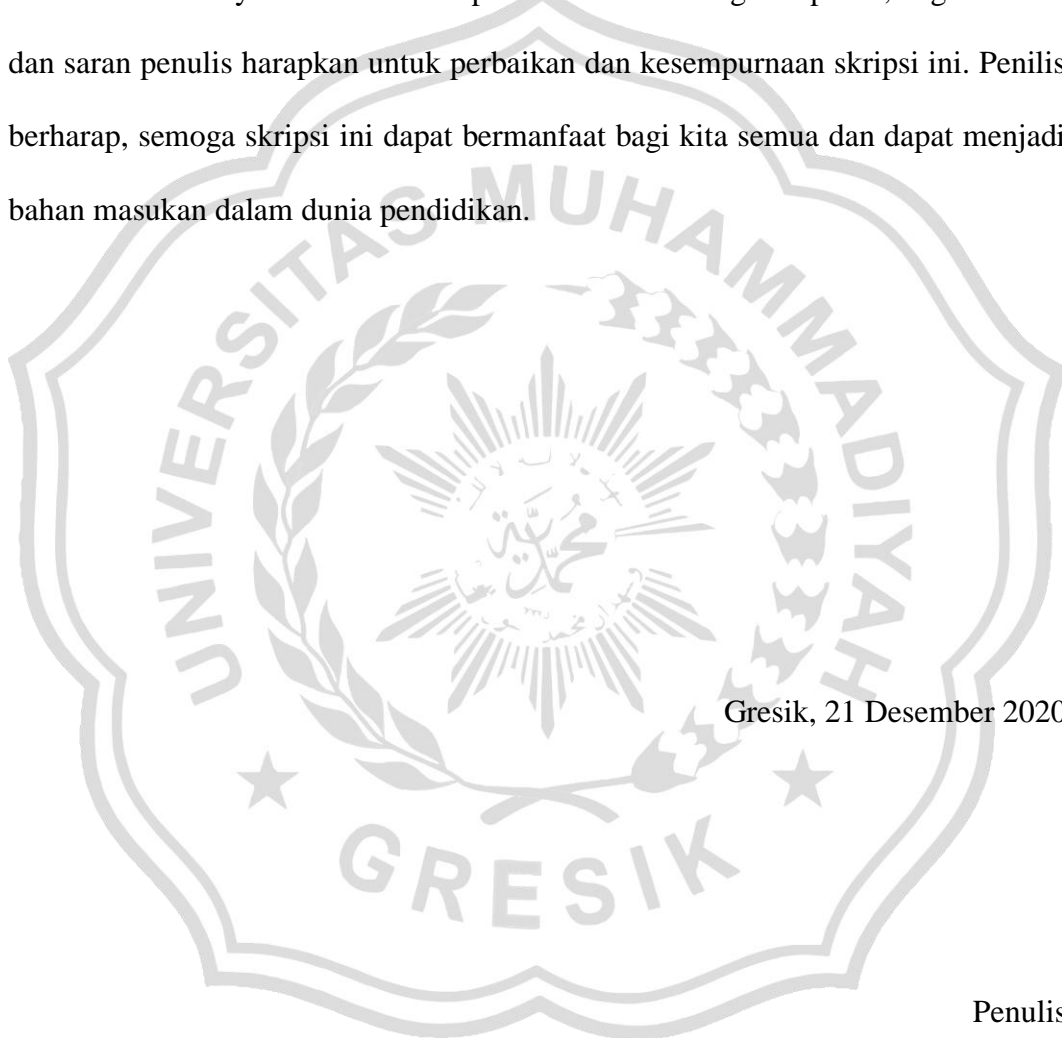 dan saran penulis harapkan untuk perbaikan dan kesempurnaan skripsi ini. Penilis
berharap, semoga skripsi ini dapat bermanfaat bagi kita semua dan dapat menjadi
bahan masukan dalam dunia pendidikan.
UNIVERSITAS MUHAMMADIYAH
محمدية
GRESIK
Gresik, 21 Desember 2020
Penulis